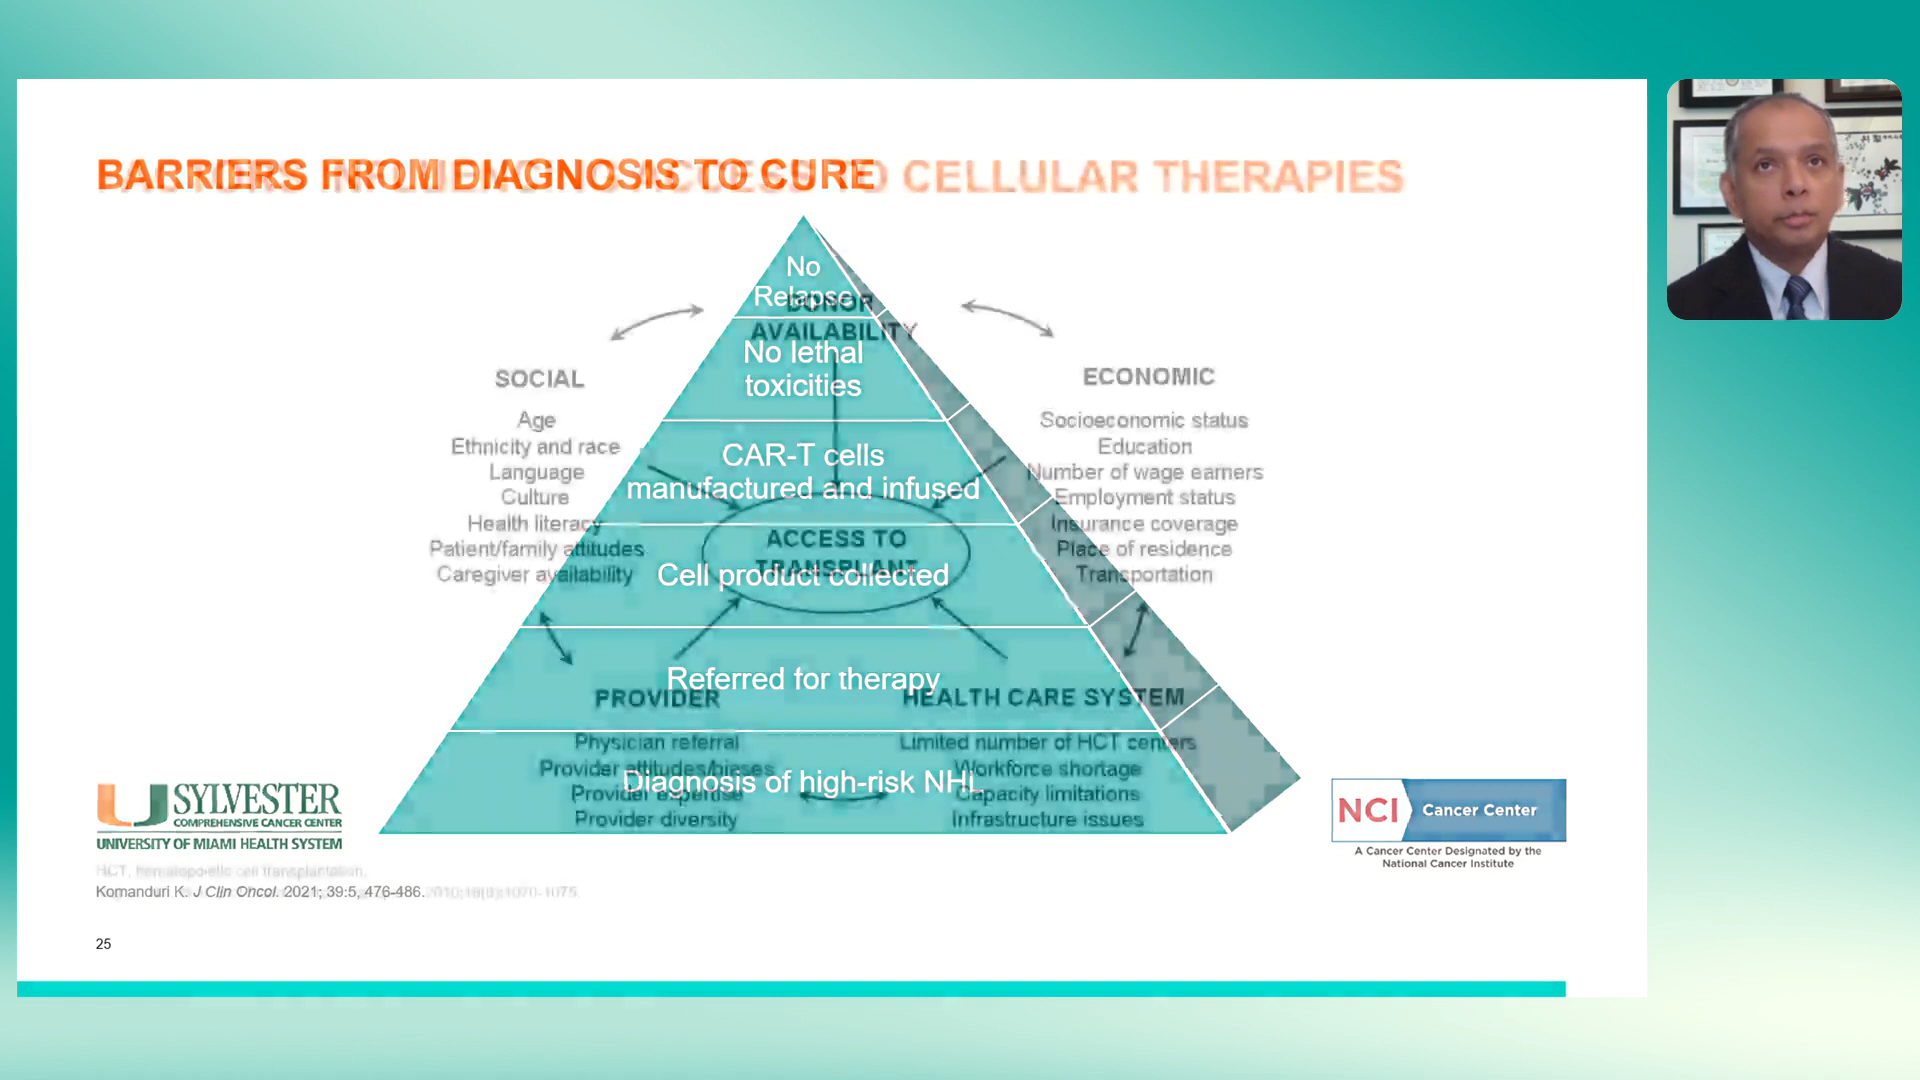 BARRIERS FROM DIAGNOSIS TO CURE
TO CELLULAR THERAPIES
No
Relapse
DONOR
AVAILABILITY
No lethal
toxicities
SOCIAL
Age
Ethnicity and race
Language
Culture
Health literacy
Patient/family attitudes
Caregiver availability
ECONOMIC
Socioeconomic status
Education
Number of wage earners
Employment status
Insurance coverage
Place of residence
Transportation
CAR-T cells
manufactured and infused
ACCESS TO
TRANSPLANT
Cell product collected
Referred for therapy
PROVIDER
Physician referral
Provider attitudes/biases
Provider expertise
Provider diversity
HEALTH CARE SYSTEM
Limited number of HCT centers
Workforce shortage
Capacity limitations
Infrastructure issues
Diagnosis of high-risk NHL
SYLVESTER
COMPREHENSIVE CANCER CENTER
UNIVERSITY OF MIAMI HEALTH SYSTEM
NCI Cancer Center
A Cancer Center Designated by the
National Cancer Institute
HCT, hematopoietic cell transplantation.
Komanduri K. J Clin Oncol. 2021; 39:5, 476-486.
25